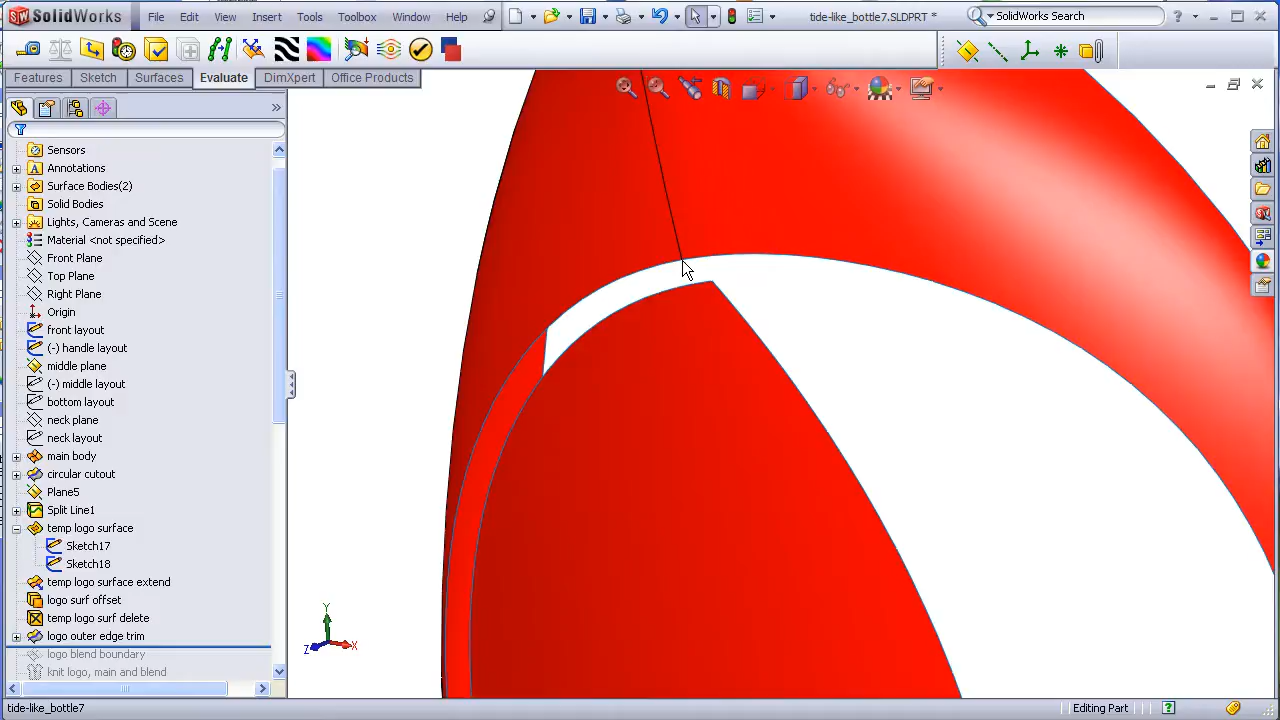 SolidWorks File Edit View Insert Tools Toolbox Window Help tide-like_bottle7.SLDPRT * SolidWorks Search
Features Sketch Surfaces Evaluate DimXpert Office Products
Sensors
Annotations
Surface Bodies(2)
Solid Bodies
Lights, Cameras and Scene
Material <not specified>
Front Plane
Top Plane
Right Plane
Origin
front layout
(-) handle layout
middle plane
(-) middle layout
bottom layout
neck plane
neck layout
main body
circular cutout
Plane5
Split Line1
temp logo surface
Sketch17
Sketch18
temp logo surface extend
logo surf offset
temp logo surf delete
logo outer edge trim
logo blend boundary
knit logo, main and blend
Y
Z X
tide-like_bottle7 Editing Part